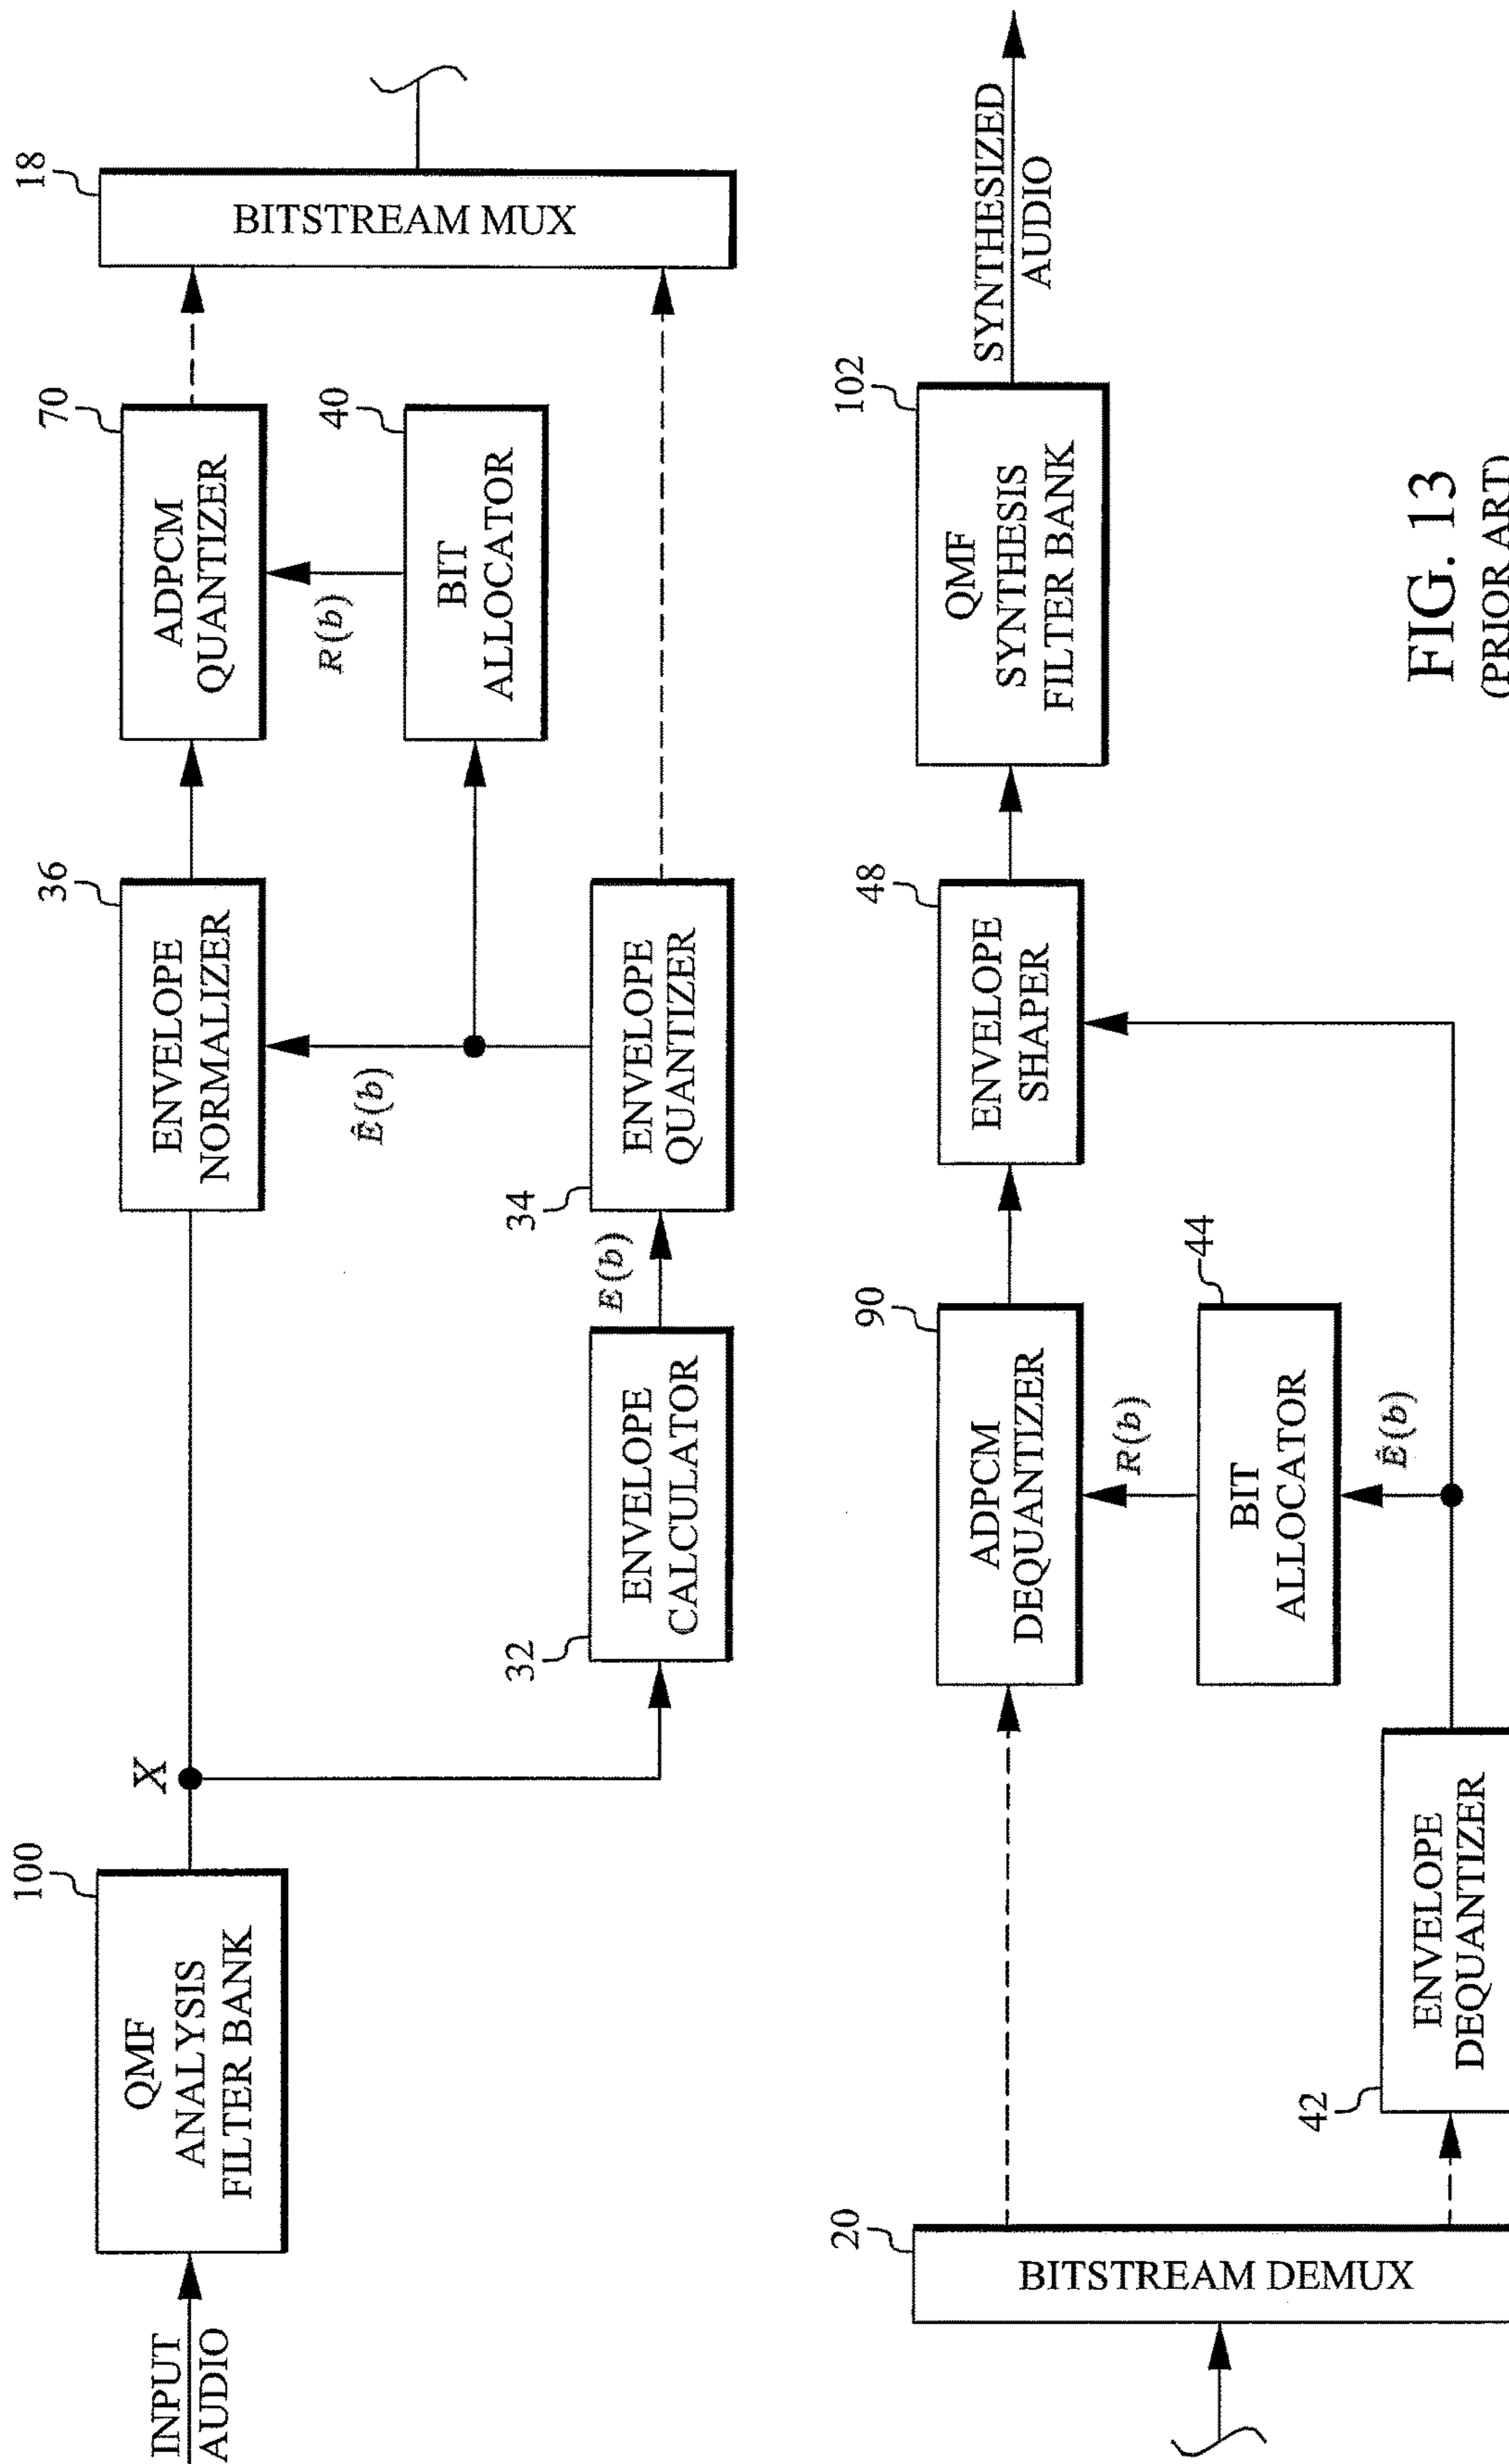 INPUT
AUDIO
100
QMF
ANALYSIS
FILTER BANK
X
32
ENVELOPE
CALCULATOR
E(b)
34
ENVELOPE
QUANTIZER
Ê(b)
36
ENVELOPE
NORMALIZER
70
ADPCM
QUANTIZER
R(b)
40
BIT
ALLOCATOR
18
BITSTREAM MUX
20
BITSTREAM DEMUX
42
ENVELOPE
DEQUANTIZER
Ê(b)
44
BIT
ALLOCATOR
R(b)
90
ADPCM
DEQUANTIZER
48
ENVELOPE
SHAPER
102
QMF
SYNTHESIS
FILTER BANK
SYNTHESIZED
AUDIO
FIG. 13
(PRIOR ART)